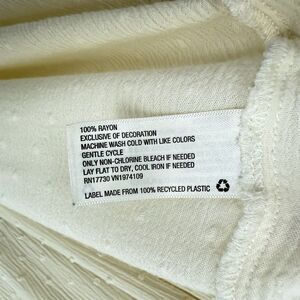 100% RAYON
EXCLUSIVE OF DECORATION
MACHINE WASH COLD WITH LIKE COLORS
GENTLE CYCLE
ONLY NON-CHLORINE BLEACH IF NEEDED
LAY FLAT TO DRY, COOL IRON IF NEEDED
RN17730 VN1974109
LABEL MADE FROM 100% RECYCLED PLASTIC